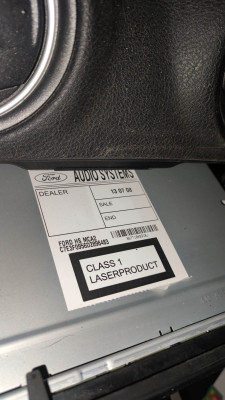 Ford
AUDIO SYSTEMS
DEALER
13 07 08
SALE
END
FORD HS MCA2
CLASS 1
LASERPRODUCT